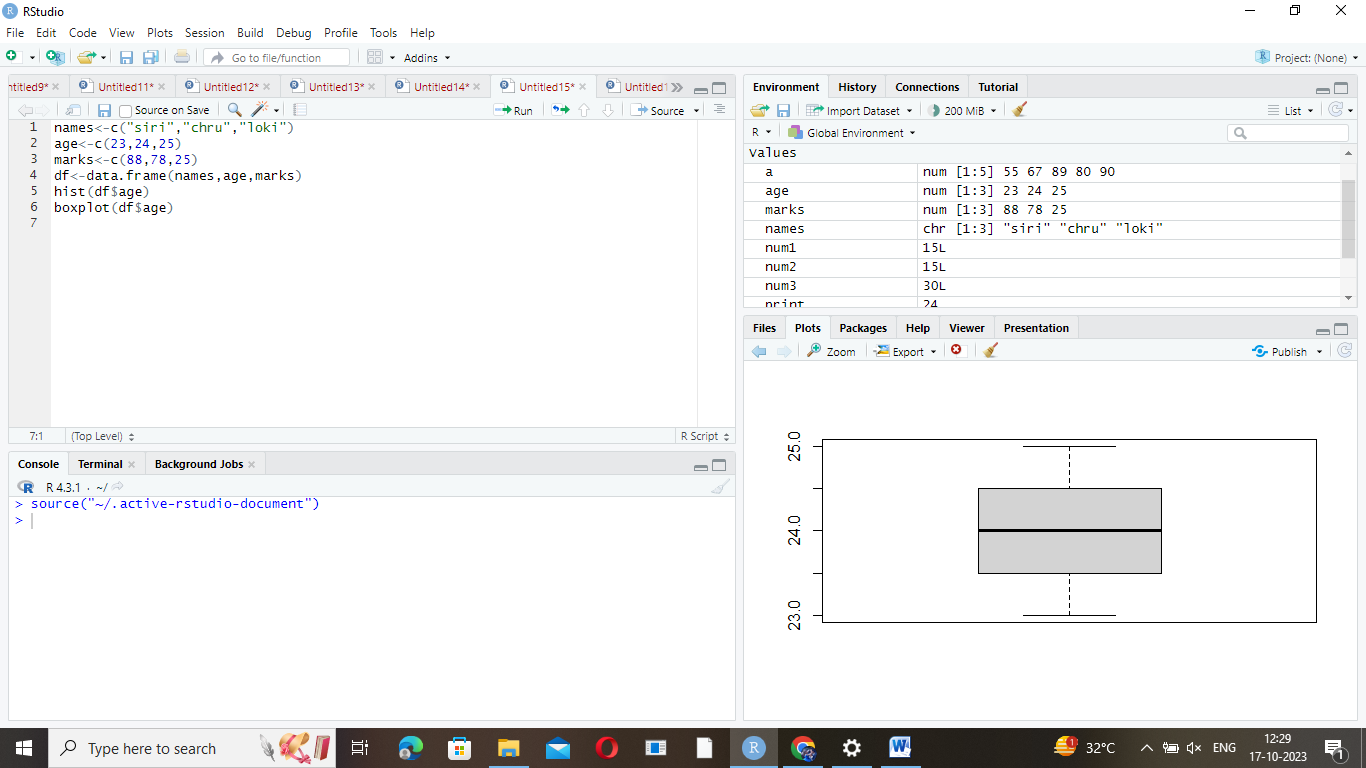 RStudio
File Edit Code View Plots Session Build Debug Profile Tools Help
Go to file/function Addins Project: (None)
ntitled9* Untitled11* Untitled12* Untitled13* Untitled14* Untitled15* Untitled1
Source on Save Run Source
1 names<-c("siri","chru","loki")
2 age<-c(23,24,25)
3 marks<-c(88,78,25)
4 df<-data.frame(names,age,marks)
5 hist(df$age)
6 boxplot(df$age)
7
7:1 (Top Level) R Script
Console Terminal Background Jobs
R 4.3.1 · ~/
> source("~/.active-rstudio-document")
>
Environment History Connections Tutorial
Import Dataset 200 MiB List
R Global Environment
Values
a num [1:5] 55 67 89 80 90
age num [1:3] 23 24 25
marks num [1:3] 88 78 25
names chr [1:3] "siri" "chru" "loki"
num1 15L
num2 15L
num3 30L
print 24
Files Plots Packages Help Viewer Presentation
Zoom Export Publish
25.0
24.0
23.0
Type here to search 1 32°C ENG 12:29
17-10-2023 1